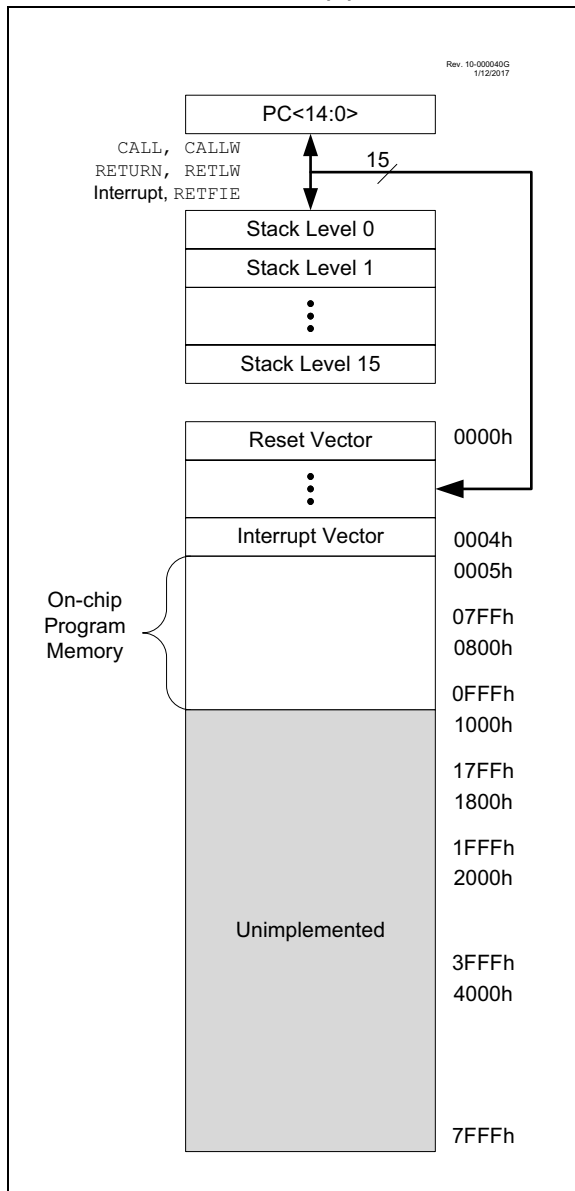 Rev. 10-000040G
1/12/2017
PC<14:0>
CALL, CALLW
RETURN, RETLW
Interrupt, RETFIE
15
Stack Level 0
Stack Level 1
Stack Level 15
Reset Vector
0000h
Interrupt Vector
0004h
0005h
On-chip
Program
Memory
07FFh
0800h
0FFFh
1000h
17FFh
1800h
1FFFh
2000h
Unimplemented
3FFFh
4000h
7FFFh